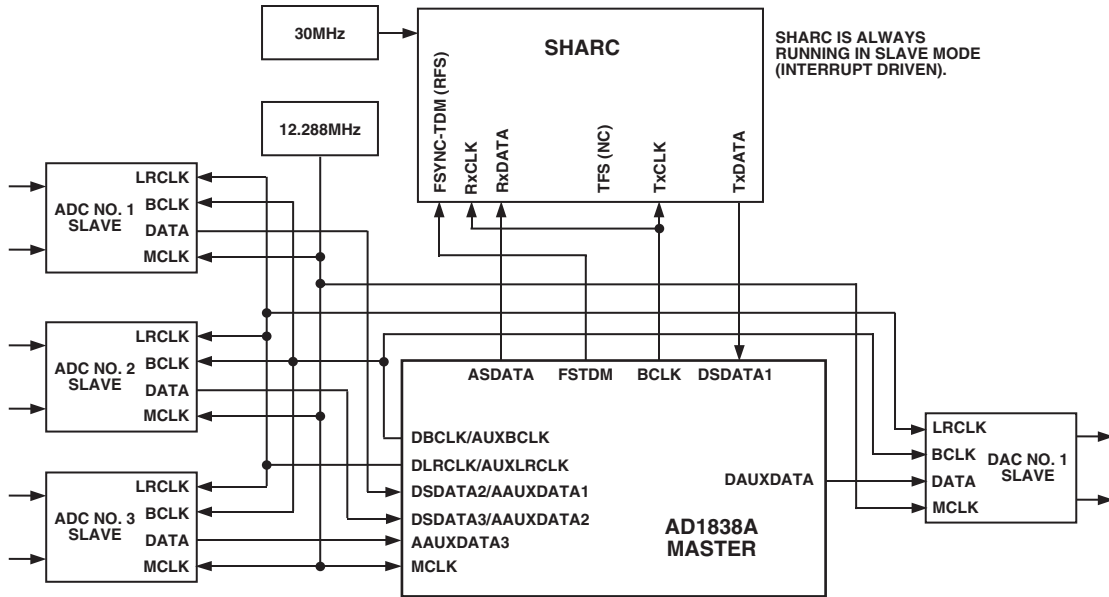 30MHz
SHARC
SHARC IS ALWAYS
RUNNING IN SLAVE MODE
(INTERRUPT DRIVEN).
12.288MHz
FSYNC-TDM (RFS)
RxCLK
RxDATA
TFS (NC)
TxCLK
TxDATA
ADC NO. 1
SLAVE
LRCLK
BCLK
DATA
MCLK
ADC NO. 2
SLAVE
LRCLK
BCLK
DATA
MCLK
ADC NO. 3
SLAVE
LRCLK
BCLK
DATA
MCLK
ASDATA
FSTDM
BCLK
DSDATA1
DBCLK/AUXBCLK
DLRCLK/AUXLRCLK
DSDATA2/AAUXDATA1
DSDATA3/AAUXDATA2
AAUXDATA3
MCLK
DAUXDATA
AD1838A
MASTER
LRCLK
BCLK
DATA
MCLK
DAC NO. 1
SLAVE